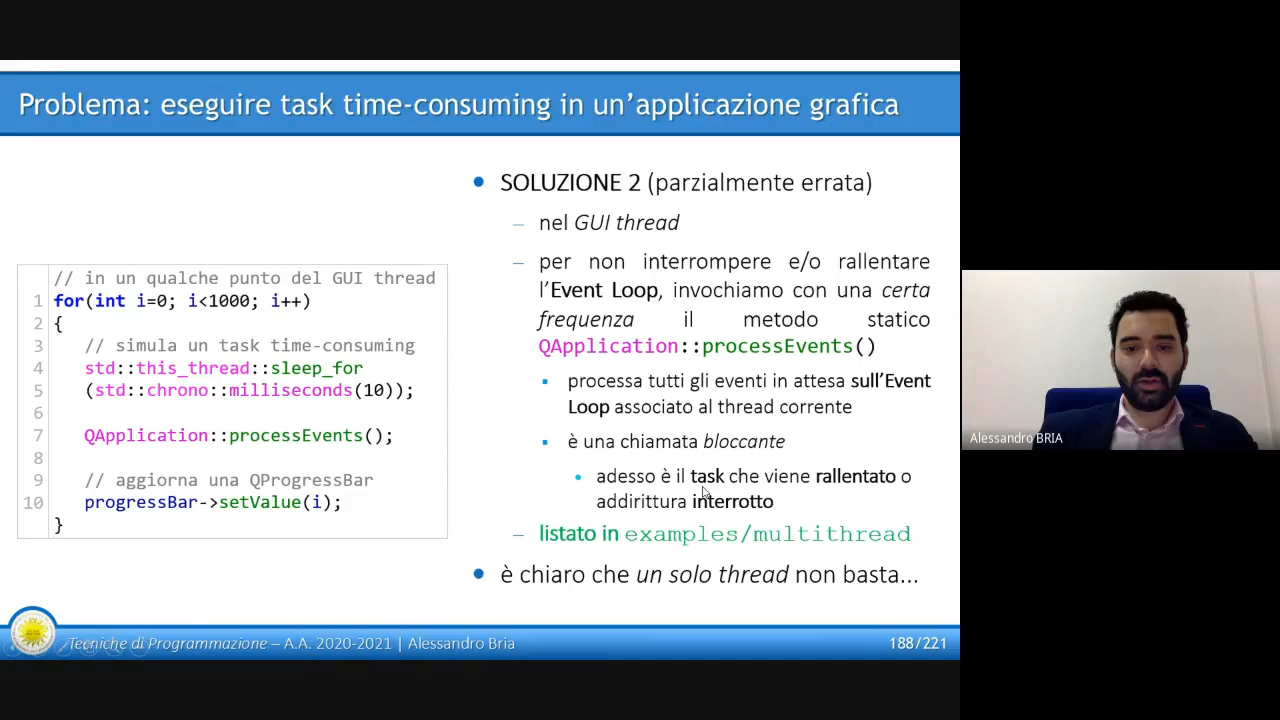 Problema: eseguire task time-consuming in un'applicazione grafica
// in un qualche punto del GUI thread
1 for(int i=0; i<1000; i++)
2 {
3 // simula un task time-consuming
4 std::this_thread::sleep_for
5 (std::chrono::milliseconds(10));
6
7 QApplication::processEvents();
8
9 // aggiorna una QProgressBar
10 progressBar->setValue(i);
}
• SOLUZIONE 2 (parzialmente errata)
– nel GUI thread
– per non interrompere e/o rallentare
l'Event Loop, invochiamo con una certa
frequenza il metodo statico
QApplication::processEvents()
▪ processa tutti gli eventi in attesa sull'Event
Loop associato al thread corrente
▪ è una chiamata bloccante
• adesso è il task che viene rallentato o
addirittura interrotto
– listato in examples/multithread
• è chiaro che un solo thread non basta...
Tecniche di Programmazione – A.A. 2020-2021 | Alessandro Bria
188/221
Alessandro BRIA